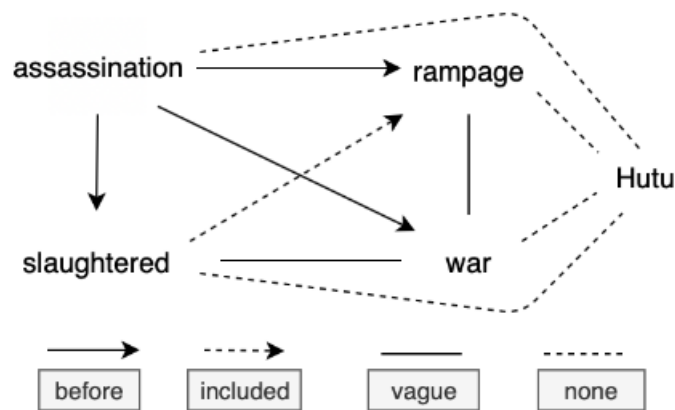 assassination
rampage
Hutu
slaughtered
war
before
included
vague
none